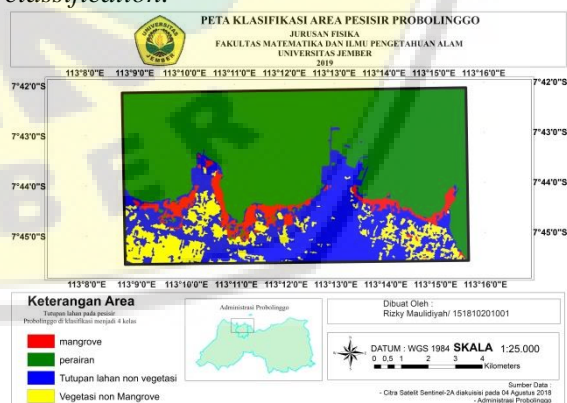 classification.
PETA KLASIFIKASI AREA PESISIR PROBOLINGGO
JURUSAN FISIKA
FAKULTAS MATEMATIKA DAN ILMU PENGETAHUAN ALAM
UNIVERSITAS JEMBER
2019
113°8'0"E 113°9'0"E 113°10'0"E 113°11'0"E 113°12'0"E 113°13'0"E 113°14'0"E 113°15'0"E 113°16'0"E
7°42'0"S 7°42'0"S
7°43'0"S 7°43'0"S
7°44'0"S 7°44'0"S
7°45'0"S 7°45'0"S
113°8'0"E 113°9'0"E 113°10'0"E 113°11'0"E 113°12'0"E 113°13'0"E 113°14'0"E 113°15'0"E 113°16'0"E
Keterangan Area
Tutupan lahan pada pesisir
Probolinggo di klasifikasi menjadi 4 kelas
mangrove
perairan
Tutupan lahan non vegetasi
Vegetasi non Mangrove
Administrasi Probolinggo
Dibuat Oleh :
Rizky Maulidiyah/ 151810201001
DATUM : WGS 1984 SKALA 1:25.000
0 0,5 1 2 3 4
Kilometers
Sumber Data :
- Citra Satelit Sentinel-2A diakuisisi pada 04 Agustus 2018
- Administrasi Probolinggo